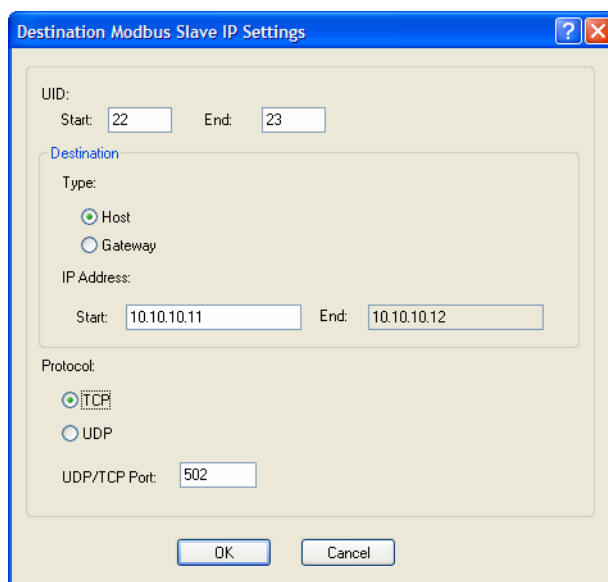 Destination Modbus Slave IP Settings
UID:
Start: 22 End: 23
Destination
Type:
Host
Gateway
IP Address:
Start: 10.10.10.11 End: 10.10.10.12
Protocol:
TCP
UDP
UDP/TCP Port: 502
OK Cancel